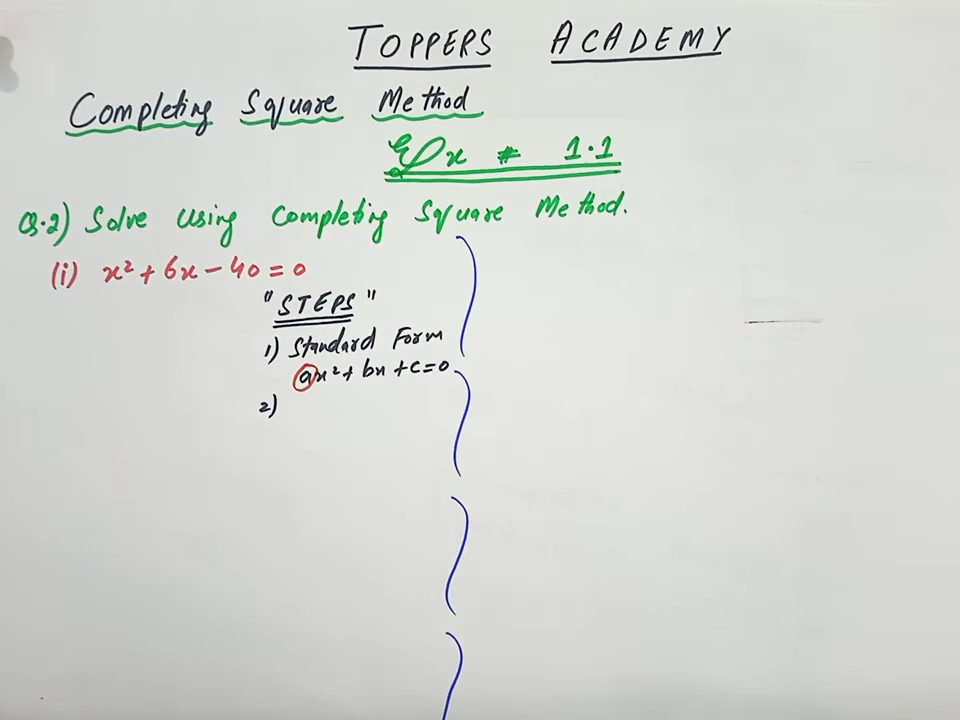 TOPPERS ACADEMY
Completing Square Method
Ex # 1.1
Q.2) Solve using Completing Square Method.
(i) x² + 6x - 40 = 0
"STEPS"
1) Standard Form
ax² + bx + c = 0
2)